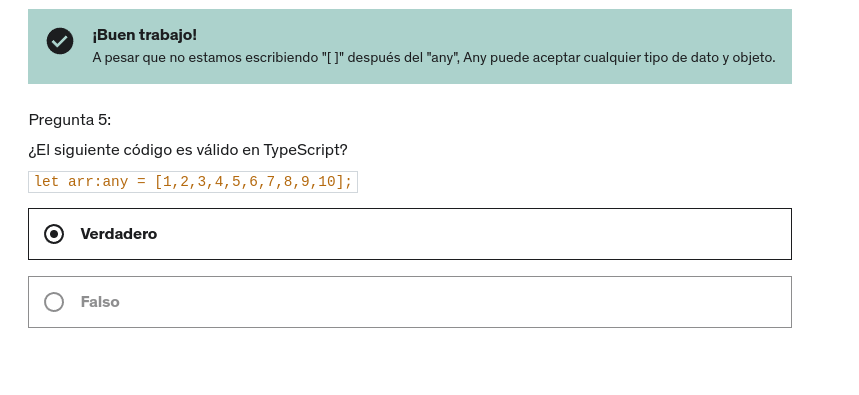 ¡Buen trabajo!
A pesar que no estamos escribiendo "[ ]" después del "any", Any puede aceptar cualquier tipo de dato y objeto.
Pregunta 5:
¿El siguiente código es válido en TypeScript?
let arr:any = [1,2,3,4,5,6,7,8,9,10];
Verdadero
Falso